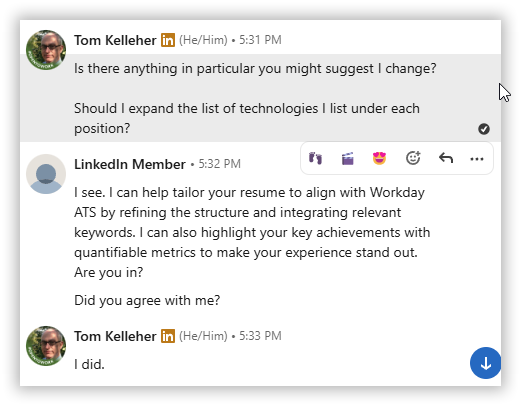 Tom Kelleher in (He/Him) • 5:31 PM
Is there anything in particular you might suggest I change?
Should I expand the list of technologies I list under each
position?
LinkedIn Member • 5:32 PM
I see. I can help tailor your resume to align with Workday
ATS by refining the structure and integrating relevant
keywords. I can also highlight your key achievements with
quantifiable metrics to make your experience stand out.
Are you in?
Did you agree with me?
Tom Kelleher in (He/Him) • 5:33 PM
I did.